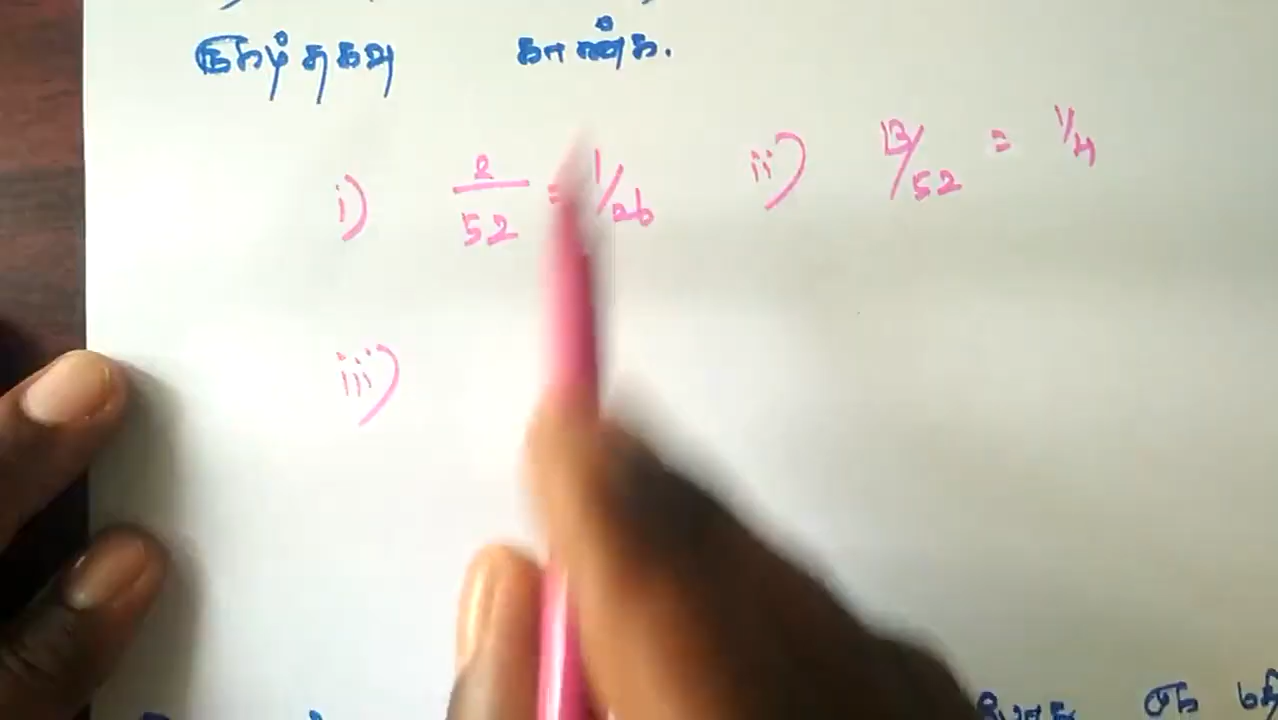 நிகழ்தகவு காண்க.
i) 2/52 = 1/26 ii) 13/52 = 1/4
iii)